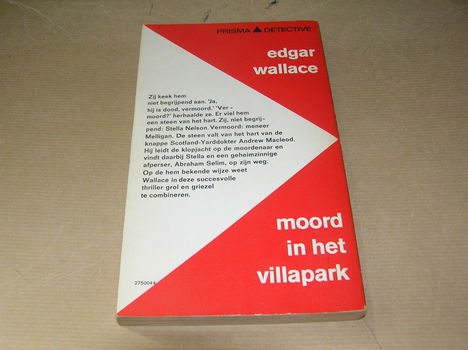 PRISMA ▲ DETECTIVE
edgar
wallace
Zij keek hem
niet begrijpend aan. 'Ja,
hij is dood, vermoord.' 'Ver –
moord?' herhaalde ze. Er viel hem
een steen van het hart. Zij, niet begrij-
pend: Stella Nelson. Vermoord: meneer
Melligan. De steen valt van het hart van de
knappe Scotland-Yarddokter Andrew Macleod.
Hij leidt de klopjacht op de moordenaar en
vindt daarbij Stella en een geheimzinnige
afperser, Abraham Selim, op zijn weg.
Op de hem bekende wijze weet
Wallace in deze succesvolle
thriller grol en griezel
te combineren.
moord
in het
villapark
2750044